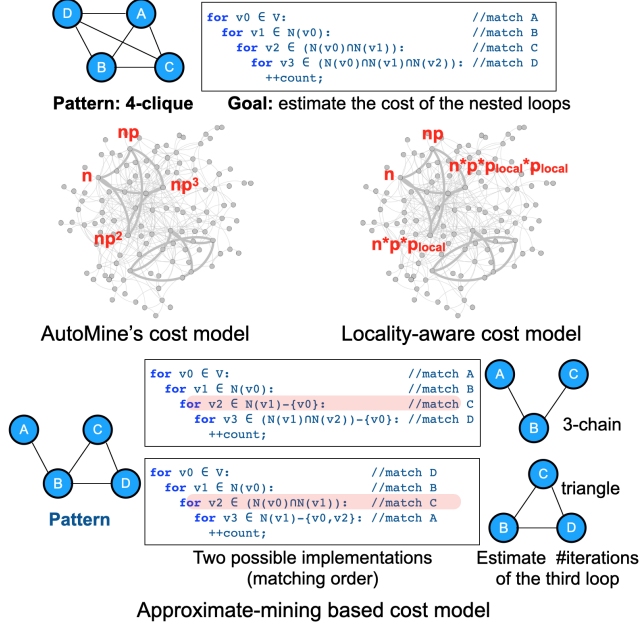 D
A
B
C
for v0 ∈ V: //match A
for v1 ∈ N(v0): //match B
for v2 ∈ (N(v0)∩N(v1)): //match C
for v3 ∈ (N(v0)∩N(v1)∩N(v2)): //match D
++count;
Pattern: 4-clique
Goal: estimate the cost of the nested loops
np
n
np³
np²
np
n*p*plocal*plocal
n
n*p*plocal
AutoMine's cost model
Locality-aware cost model
for v0 ∈ V: //match A
for v1 ∈ N(v0): //match B
for v2 ∈ N(v1)-{v0}: //match C
for v3 ∈ (N(v1)∩N(v2))-{v0}: //match D
++count;
A
C
B
3-chain
A
C
B
D
Pattern
for v0 ∈ V: //match D
for v1 ∈ N(v0): //match B
for v2 ∈ (N(v0)∩N(v1)): //match C
for v3 ∈ N(v1)-{v0,v2}: //match A
++count;
C
triangle
B
D
Two possible implementations
(matching order)
Estimate #iterations
of the third loop
Approximate-mining based cost model